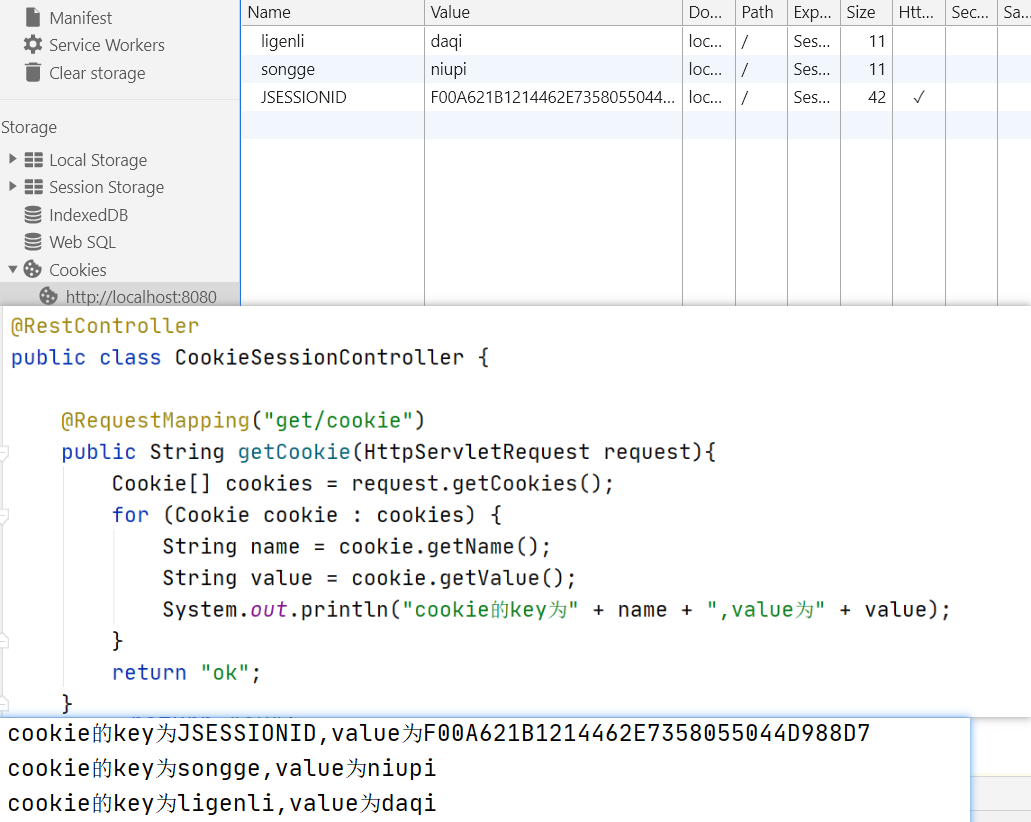 Manifest
Service Workers
Clear storage
Storage
Local Storage
Session Storage
IndexedDB
Web SQL
Cookies
http://localhost:8080
Name Value Do... Path Exp... Size Htt... Sec... Sa...
ligenli daqi loc... / Ses... 11
songge niupi loc... / Ses... 11
JSESSIONID F00A621B1214462E7358055044... loc... / Ses... 42 ✓
@RestController
public class CookieSessionController {
@RequestMapping("get/cookie")
public String getCookie(HttpServletRequest request){
Cookie[] cookies = request.getCookies();
for (Cookie cookie : cookies) {
String name = cookie.getName();
String value = cookie.getValue();
System.out.println("cookie的key为" + name + ",value为" + value);
}
return "ok";
}
cookie的key为JSESSIONID,value为F00A621B1214462E7358055044D988D7
cookie的key为songge,value为niupi
cookie的key为ligenli,value为daqi